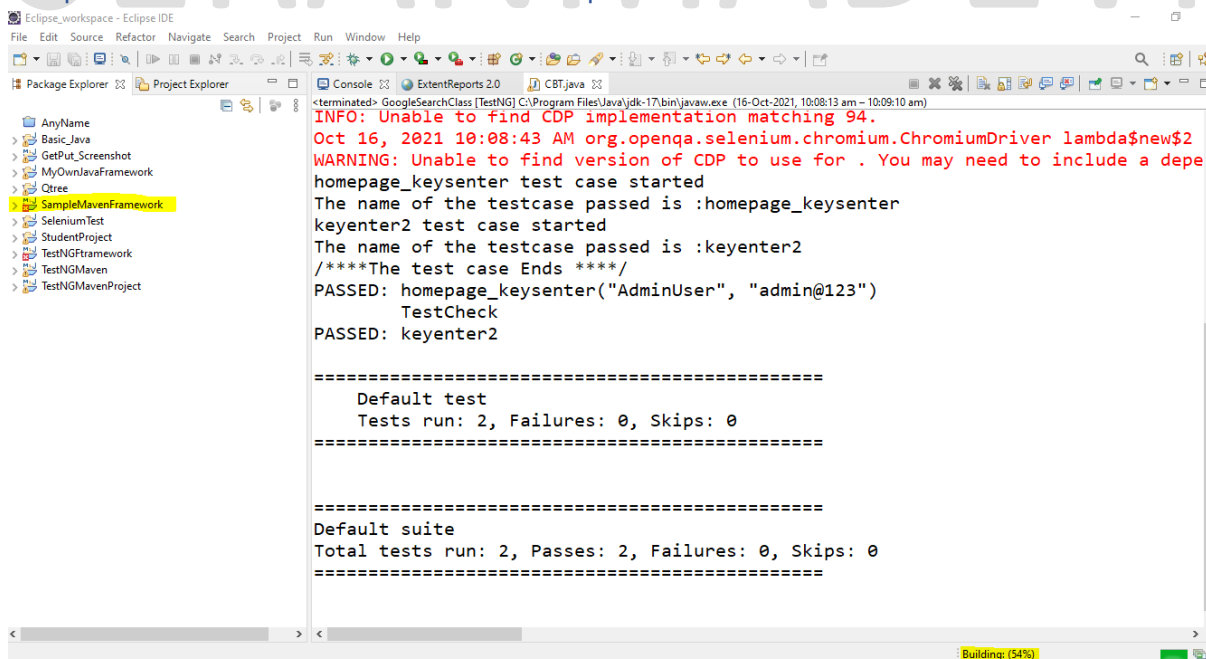 Eclipse_workspace - Eclipse IDE
File Edit Source Refactor Navigate Search Project Run Window Help
Package Explorer Project Explorer
Console ExtentReports 2.0 CBT.java
<terminated> GoogleSearchClass [TestNG] C:\Program Files\Java\jdk-17\bin\javaw.exe (16-Oct-2021, 10:08:13 am – 10:09:10 am)
AnyName
Basic_Java
GetPut_Screenshot
MyOwnJavaFramework
Qtree
SampleMavenFramework
SeleniumTest
StudentProject
TestNGFtramework
TestNGMaven
TestNGMavenProject
INFO: Unable to find CDP implementation matching 94.
Oct 16, 2021 10:08:43 AM org.openqa.selenium.chromium.ChromiumDriver lambda$new$2
WARNING: Unable to find version of CDP to use for . You may need to include a depe
homepage_keysenter test case started
The name of the testcase passed is :homepage_keysenter
keyenter2 test case started
The name of the testcase passed is :keyenter2
/****The test case Ends ****/
PASSED: homepage_keysenter("AdminUser", "admin@123")
TestCheck
PASSED: keyenter2
===============================================
Default test
Tests run: 2, Failures: 0, Skips: 0
===============================================
===============================================
Default suite
Total tests run: 2, Passes: 2, Failures: 0, Skips: 0
===============================================
Building: (54%)